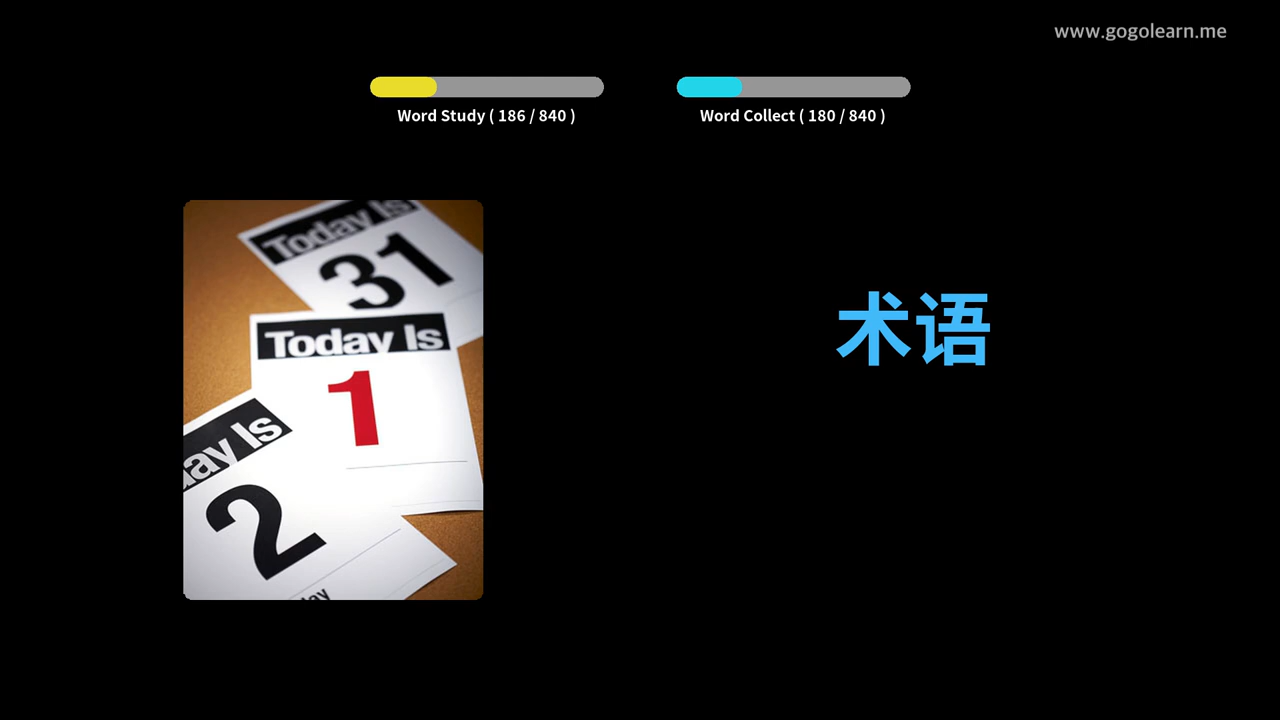 www.gogolearn.me
Word Study ( 186 / 840 )
Word Collect ( 180 / 840 )
Today Is
31
Today Is
1
术语
ay Is
2
ay